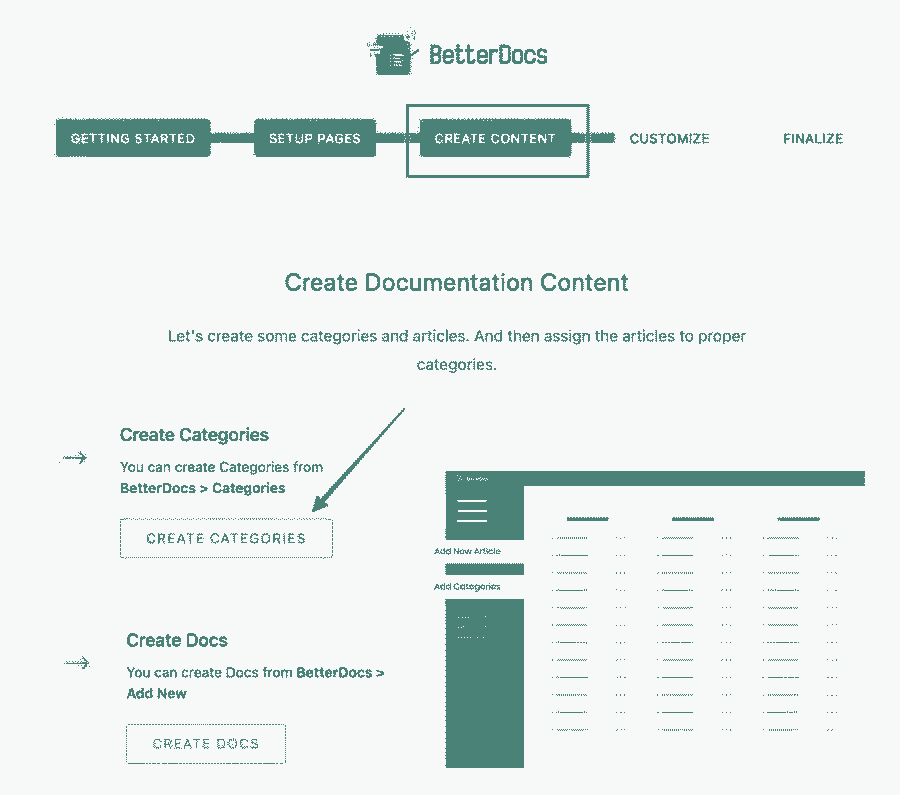 BetterDocs
GETTING STARTED
SETUP PAGES
CREATE CONTENT
CUSTOMIZE
FINALIZE
Create Documentation Content
Let's create some categories and articles. And then assign the articles to proper
categories.
Create Categories
You can create Categories from
BetterDocs > Categories
CREATE CATEGORIES
Add New Article
Add Categories
Create Docs
You can create Docs from BetterDocs >
Add New
CREATE DOCS